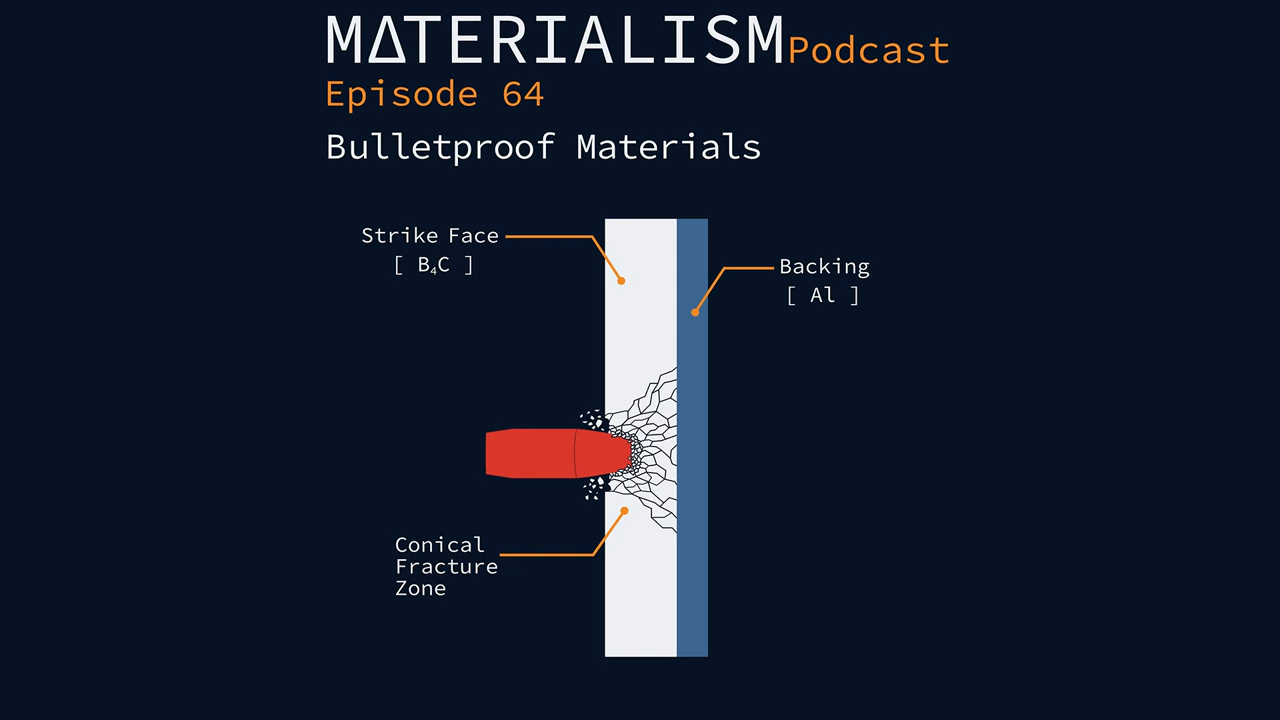 MΔTERIALISM Podcast
Episode 64
Bulletproof Materials
Strike Face
[ B₄C ]
Backing
[ Al ]
Conical
Fracture
Zone